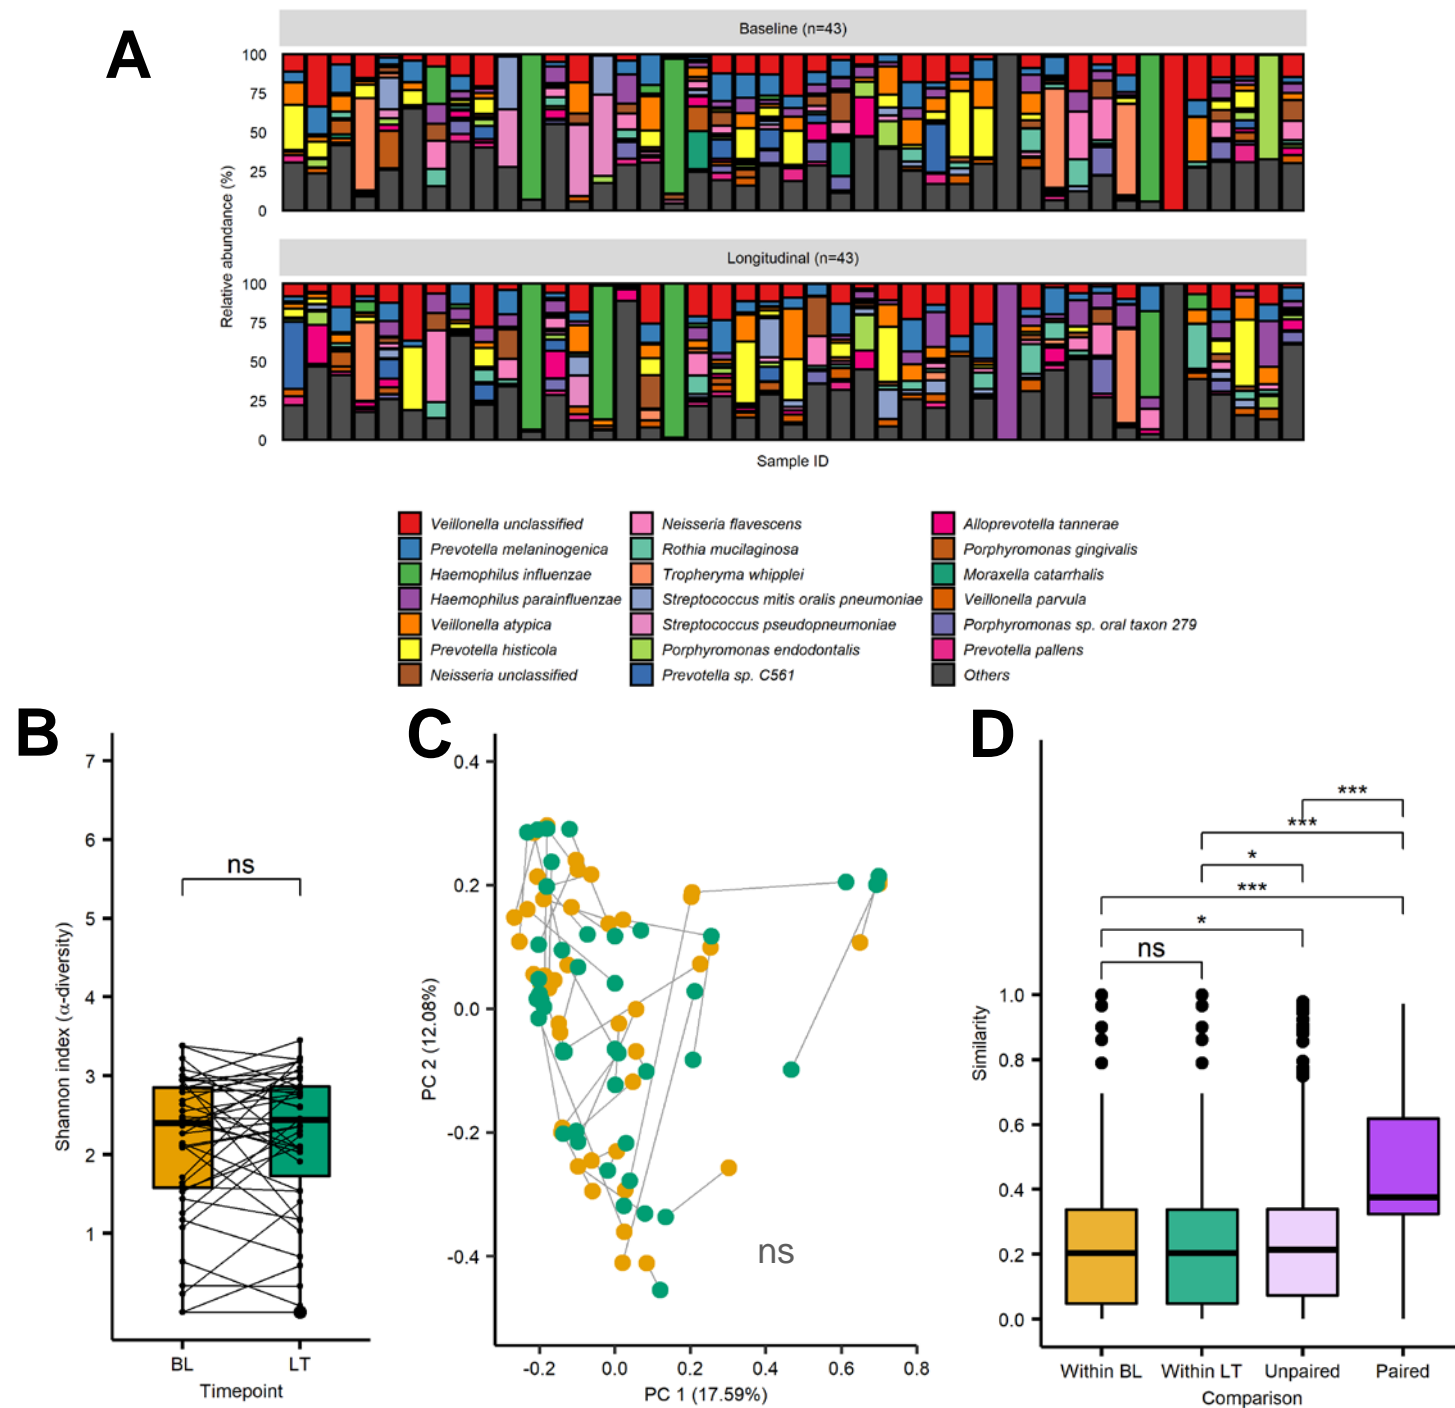 A
Baseline (n=43)
100
75
50
25
0
Relative abundance (%)
Longitudinal (n=43)
100
75
50
25
0
Sample ID
Veillonella unclassified
Prevotella melaninogenica
Haemophilus influenzae
Haemophilus parainfluenzae
Veillonella atypica
Prevotella histicola
Neisseria unclassified
Neisseria flavescens
Rothia mucilaginosa
Tropheryma whipplei
Streptococcus mitis oralis pneumoniae
Streptococcus pseudopneumoniae
Porphyromonas endodontalis
Prevotella sp. C561
Alloprevotella tannerae
Porphyromonas gingivalis
Moraxella catarrhalis
Veillonella parvula
Porphyromonas sp. oral taxon 279
Prevotella pallens
Others
B
7
6
5
4
3
2
1
Shannon index (α-diversity)
ns
BL LT
Timepoint
C
0.4
0.2
0.0
-0.2
-0.4
PC 2 (12.08%)
ns
-0.2 0.0 0.2 0.4 0.6 0.8
PC 1 (17.59%)
D
***
***
*
***
*
ns
1.0
0.8
0.6
0.4
0.2
0.0
Similarity
Within BL Within LT Unpaired Paired
Comparison